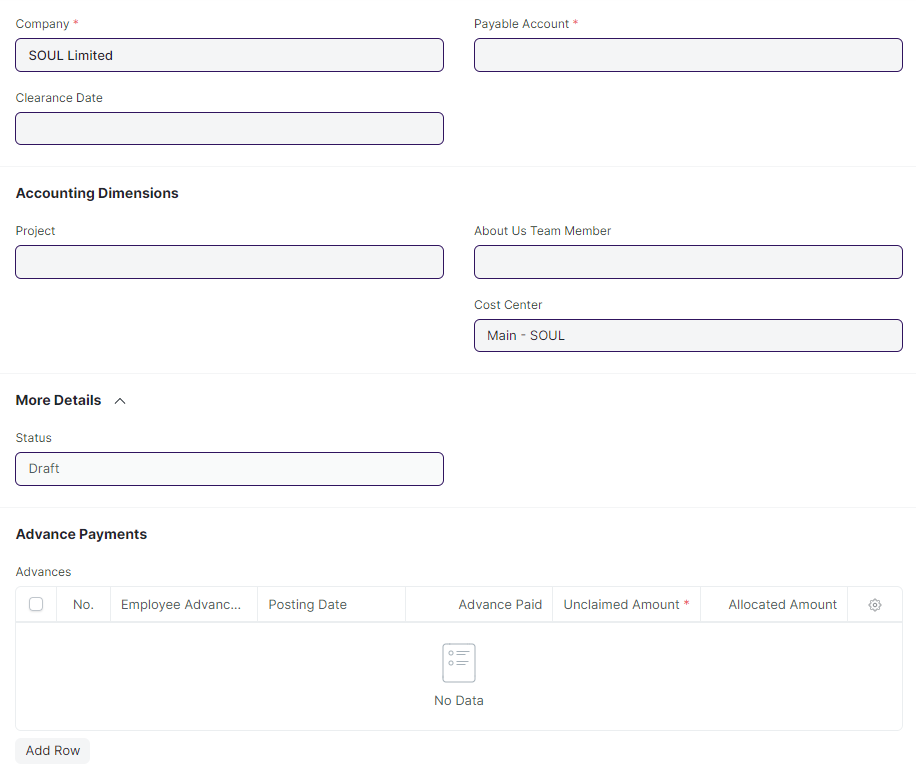 Company *
Payable Account *
SOUL Limited
Clearance Date
Accounting Dimensions
Project
About Us Team Member
Cost Center
Main - SOUL
More Details
Status
Draft
Advance Payments
Advances
No. Employee Advanc... Posting Date Advance Paid Unclaimed Amount * Allocated Amount
No Data
Add Row